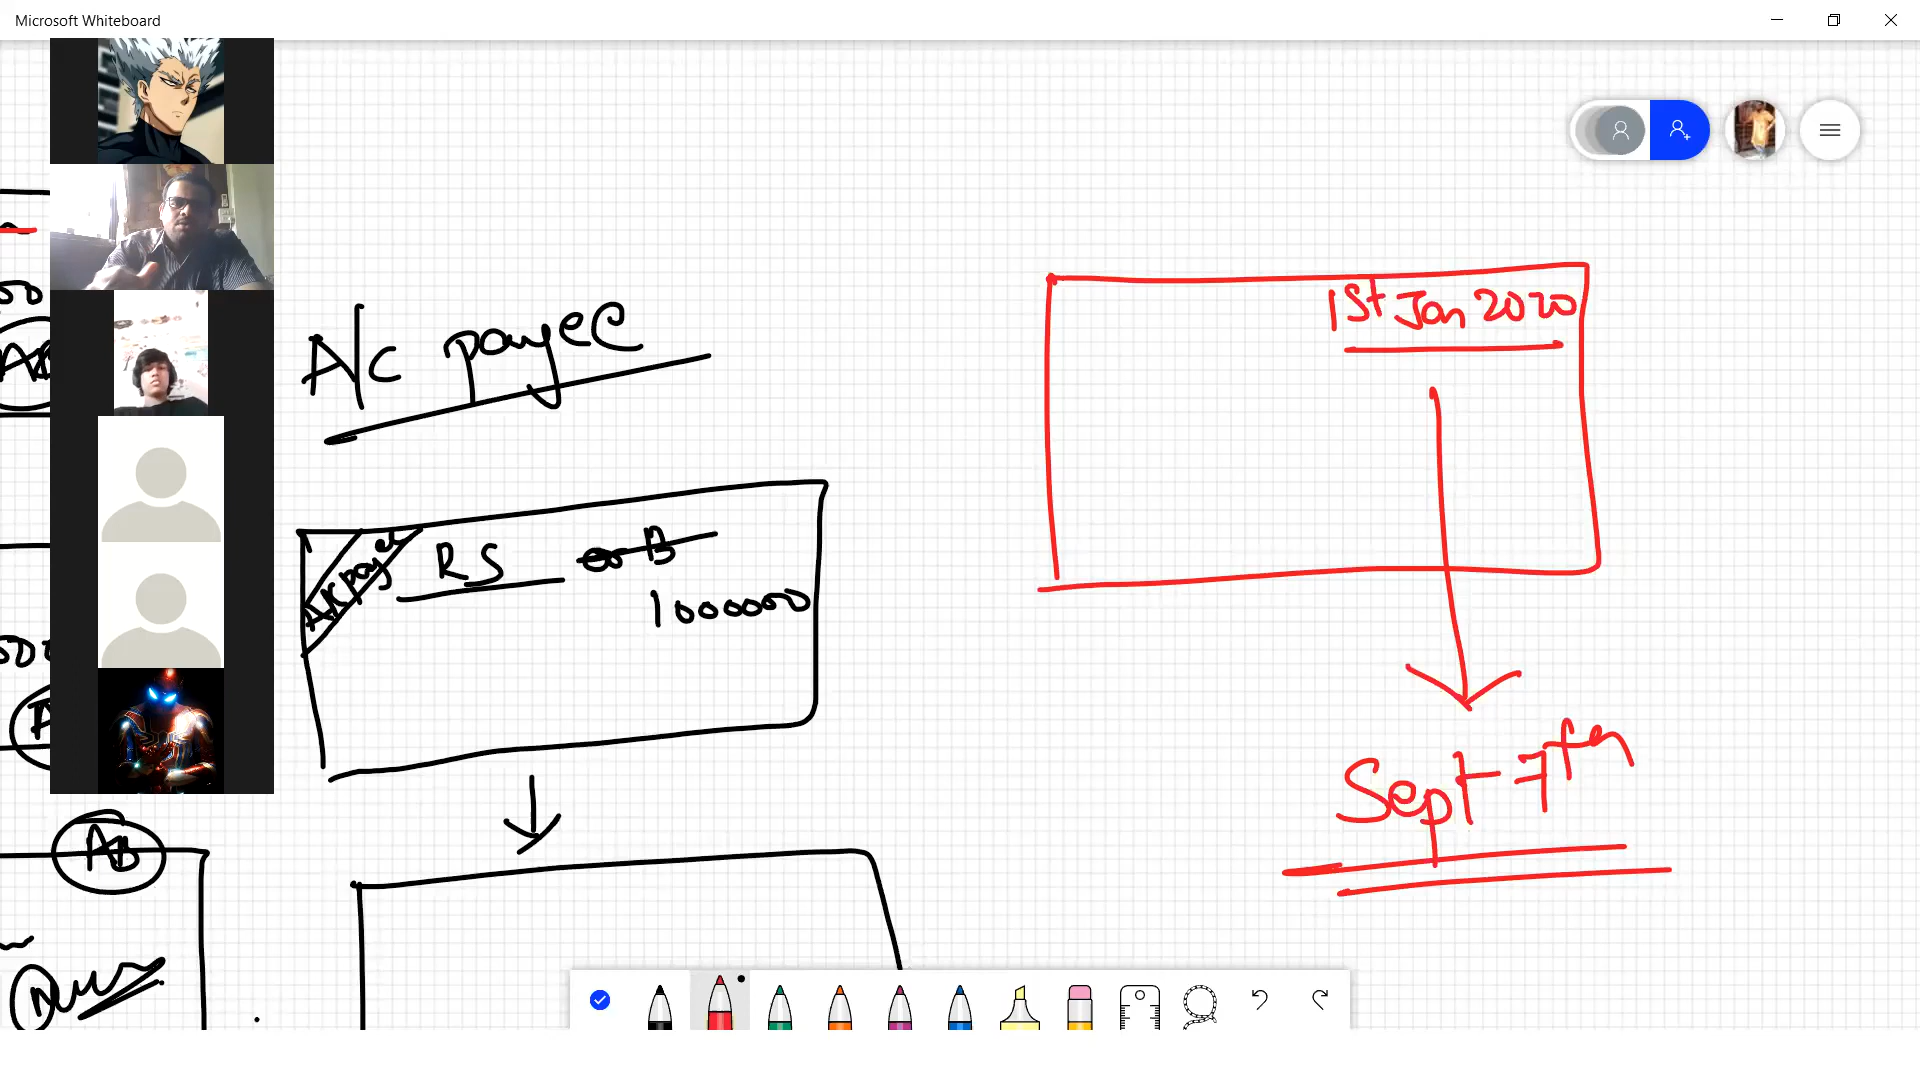 Microsoft Whiteboard
1st Jan 2020
A/c payee
A/c payee
RS
B
1000000
Sept 7th
AB